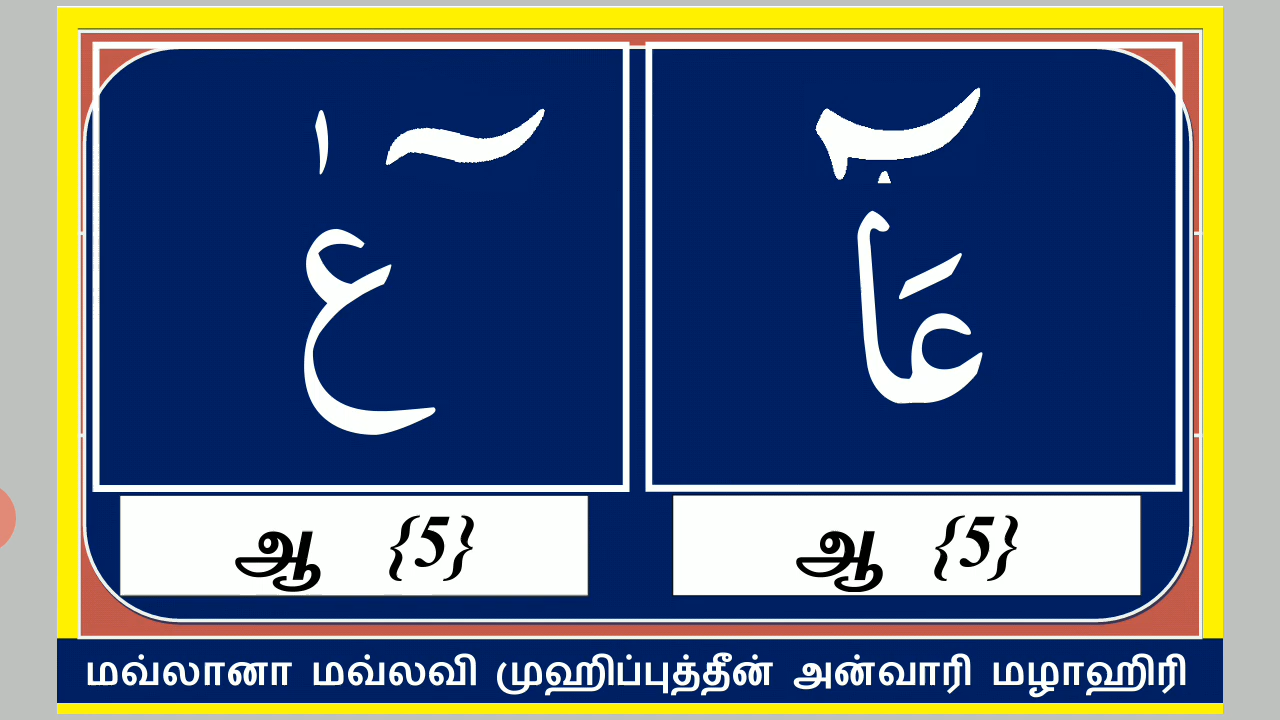 عَا ٓ
عٰ ٓ
ஆ {5} ஆ {5}
மவ்லானா மவ்லவி முஹிப்புத்தீன் அன்வாரி மழாஹிரி